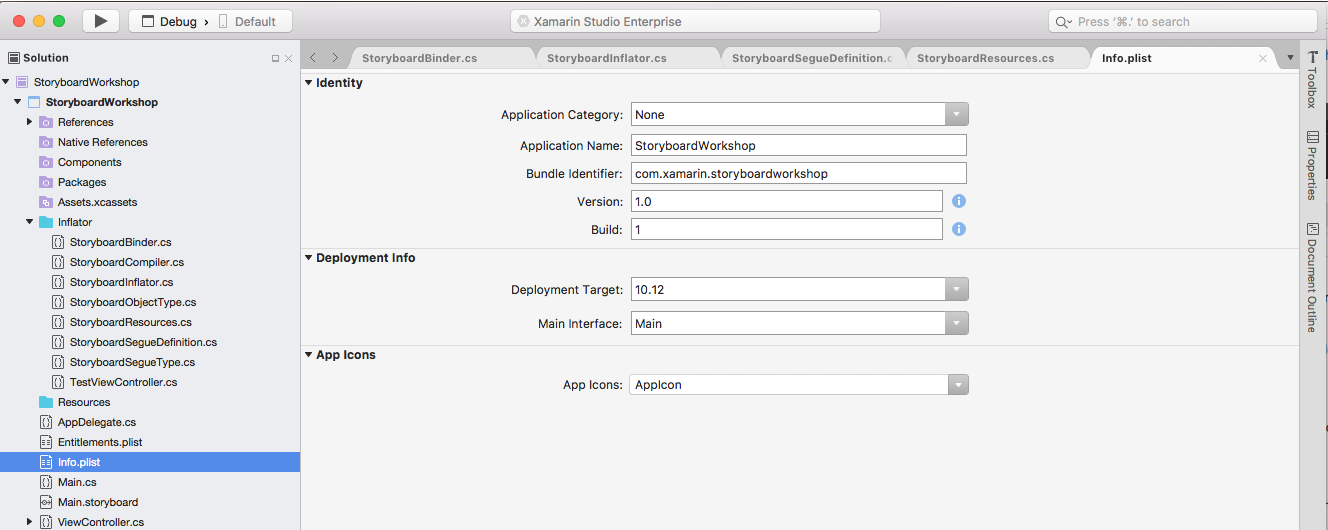 Debug › Default
Xamarin Studio Enterprise
Press ‘⌘.’ to search
Solution
StoryboardWorkshop
StoryboardWorkshop
References
Native References
Components
Packages
Assets.xcassets
Inflator
StoryboardBinder.cs
StoryboardCompiler.cs
StoryboardInflator.cs
StoryboardObjectType.cs
StoryboardResources.cs
StoryboardSegueDefinition.cs
StoryboardSegueType.cs
TestViewController.cs
Resources
AppDelegate.cs
Entitlements.plist
Info.plist
Main.cs
Main.storyboard
ViewController.cs
StoryboardBinder.cs
StoryboardInflator.cs
StoryboardSegueDefinition.c
StoryboardResources.cs
Info.plist
Identity
Application Category: None
Application Name: StoryboardWorkshop
Bundle Identifier: com.xamarin.storyboardworkshop
Version: 1.0
Build: 1
Deployment Info
Deployment Target: 10.12
Main Interface: Main
App Icons
App Icons: AppIcon
Toolbox
Properties
Document Outline